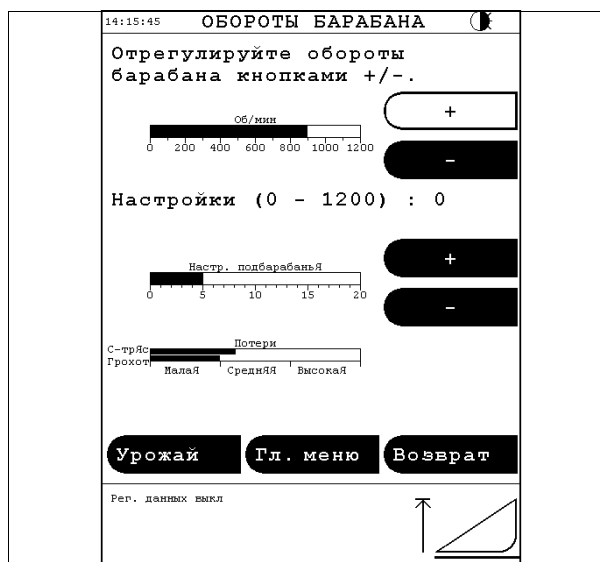 14:15:45 ОБОРОТЫ БАРАБАНА
Отрегулируйте обороты
барабана кнопками +/-.
Об/мин
0 200 400 600 800 1000 1200
+
-
Настройки (0 - 1200) : 0
Настр. подбарабаньЯ
0 5 10 15 20
+
-
Потери
С-трЯс
Грохот
МалаЯ СреднЯЯ ВысокаЯ
Урожай Гл. меню Возврат
Рег. данных выкл